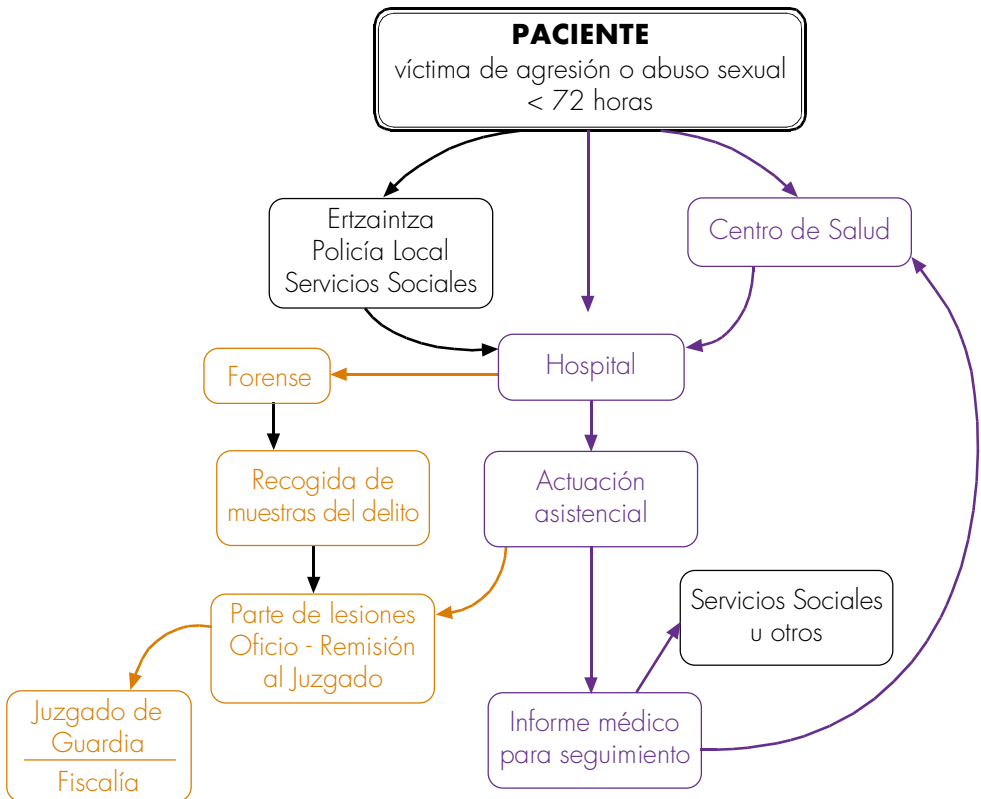 PACIENTE
víctima de agresión o abuso sexual
< 72 horas
Ertzaintza
Policía Local
Servicios Sociales
Centro de Salud
Hospital
Forense
Recogida de
muestras del delito
Actuación
asistencial
Parte de lesiones
Oficio - Remisión
al Juzgado
Servicios Sociales
u otros
Juzgado de
Guardia
Fiscalía
Informe médico
para seguimiento